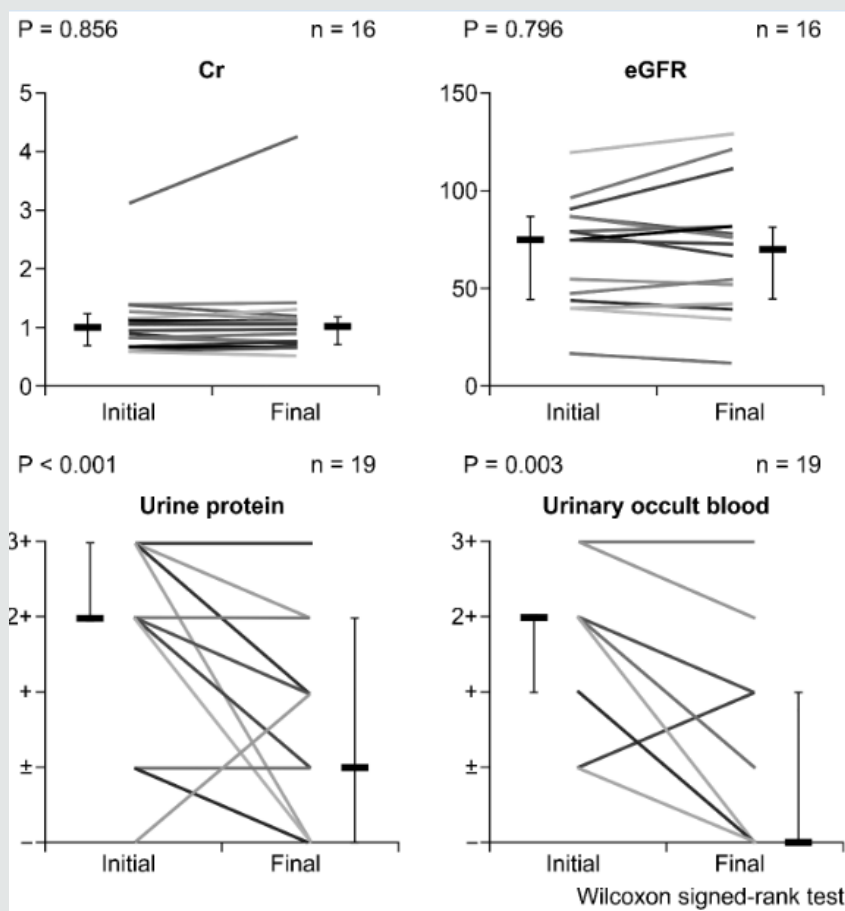 P = 0.856 n = 16
Cr
5
4
3
2
1
0
Initial Final
P = 0.796 n = 16
eGFR
150
100
50
0
Initial Final
P < 0.001 n = 19
Urine protein
3+
2+
+
±
−
Initial Final
P = 0.003 n = 19
Urinary occult blood
3+
2+
+
±
−
Initial Final
Wilcoxon signed-rank test